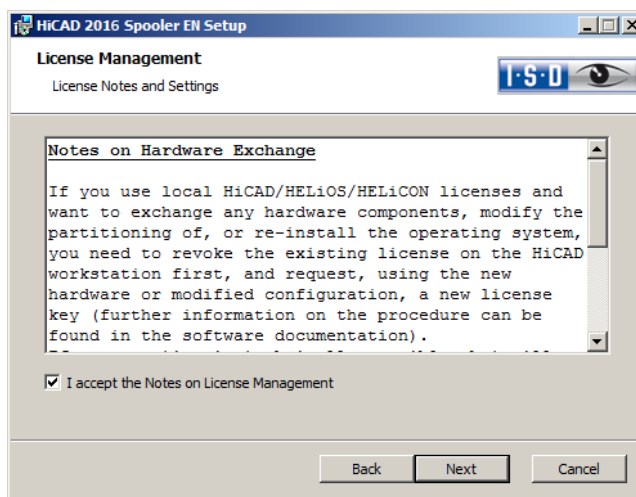 HiCAD 2016 Spooler EN Setup
License Management
License Notes and Settings
I·S·D
Notes on Hardware Exchange
If you use local HiCAD/HELiOS/HELiCON licenses and
want to exchange any hardware components, modify the
partitioning of, or re-install the operating system,
you need to revoke the existing license on the HiCAD
workstation first, and request, using the new
hardware or modified configuration, a new license
key (further information on the procedure can be
found in the software documentation).
I accept the Notes on License Management
Back
Next
Cancel